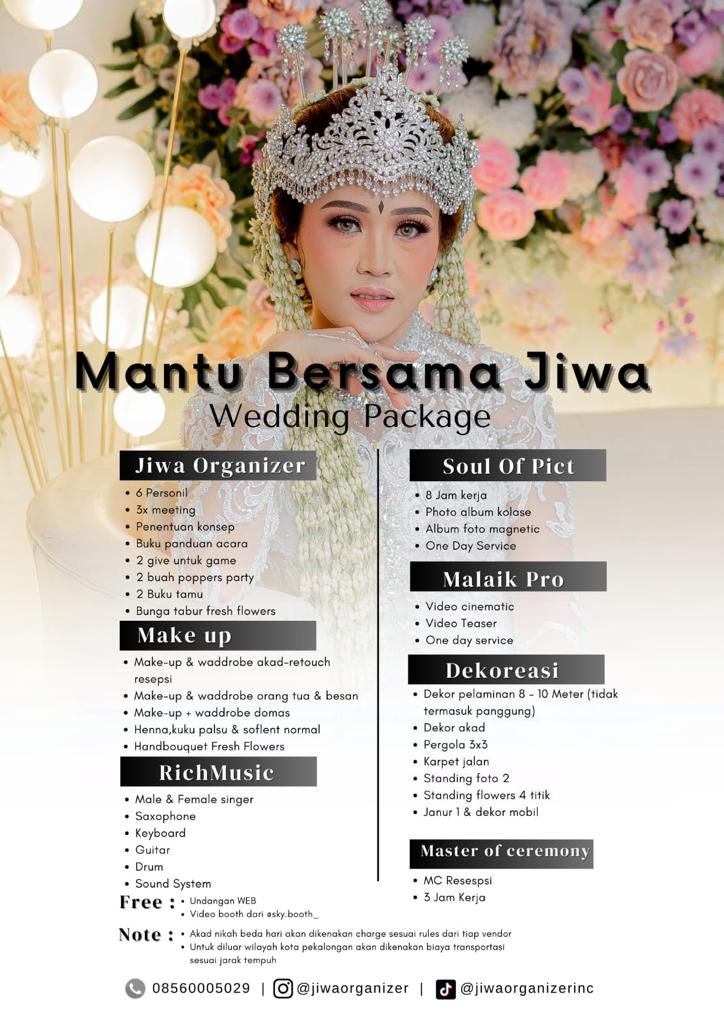 Mantu Bersama Jiwa
Wedding Package
Jiwa Organizer
• 6 Personil
• 3x meeting
• Penentuan konsep
• Buku panduan acara
• 2 give untuk game
• 2 buah poppers party
• 2 Buku tamu
• Bunga tabur fresh flowers
Make up
• Make-up & waddrobe akad-retouch
resepsi
• Make-up & waddrobe orang tua & besan
• Make-up + waddrobe domas
• Henna,kuku palsu & soflent normal
• Handbouquet Fresh Flowers
RichMusic
• Male & Female singer
• Saxophone
• Keyboard
• Guitar
• Drum
• Sound System
Soul Of Pict
• 8 Jam kerja
• Photo album kolase
• Album foto magnetic
• One Day Service
Malaik Pro
• Video cinematic
• Video Teaser
• One day service
Dekoreasi
• Dekor pelaminan 8 - 10 Meter (tidak
termasuk panggung)
• Dekor akad
• Pergola 3x3
• Karpet jalan
• Standing foto 2
• Standing flowers 4 titik
• Janur 1 & dekor mobil
Master of ceremony
• MC Resespsi
• 3 Jam Kerja
Free : • Undangan WEB
• Video booth dari @sky.booth_
Note : • Akad nikah beda hari akan dikenakan charge sesuai rules dari tiap vendor
• Untuk diluar wilayah kota pekalongan akan dikenakan biaya transportasi
sesuai jarak tempuh
08560005029 | @jiwaorganizer | @jiwaorganizerinc